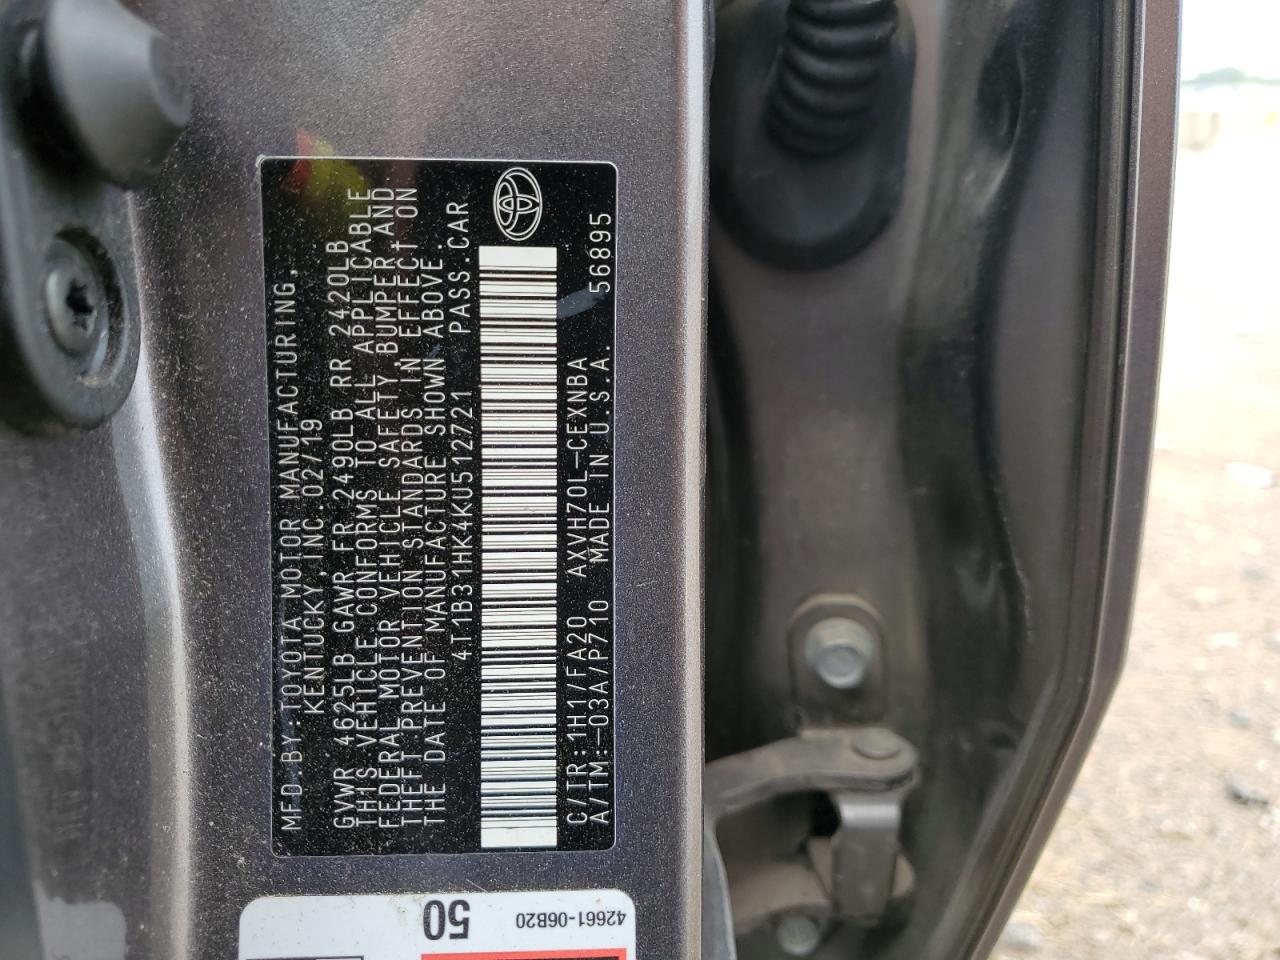 MFD.BY:TOYOTA MOTOR MANUFACTURING,
KENTUCKY,INC. 02/19
GVWR 4625LB GAWR FR 2490LB RR 2420LB
THIS VEHICLE CONFORMS TO ALL APPLICABLE
FEDERAL MOTOR VEHICLE SAFETY,BUMPER AND
THEFT PREVENTION STANDARDS IN EFFECT ON
THE DATE OF MANUFACTURE SHOWN ABOVE.
4T1B31HK4KU512721 PASS.CAR
C/TR:1H1/FA20 AXVH70L-CEXNBA
A/TM:-03A/P710 MADE IN U.S.A. 56895
42661-06B20
50